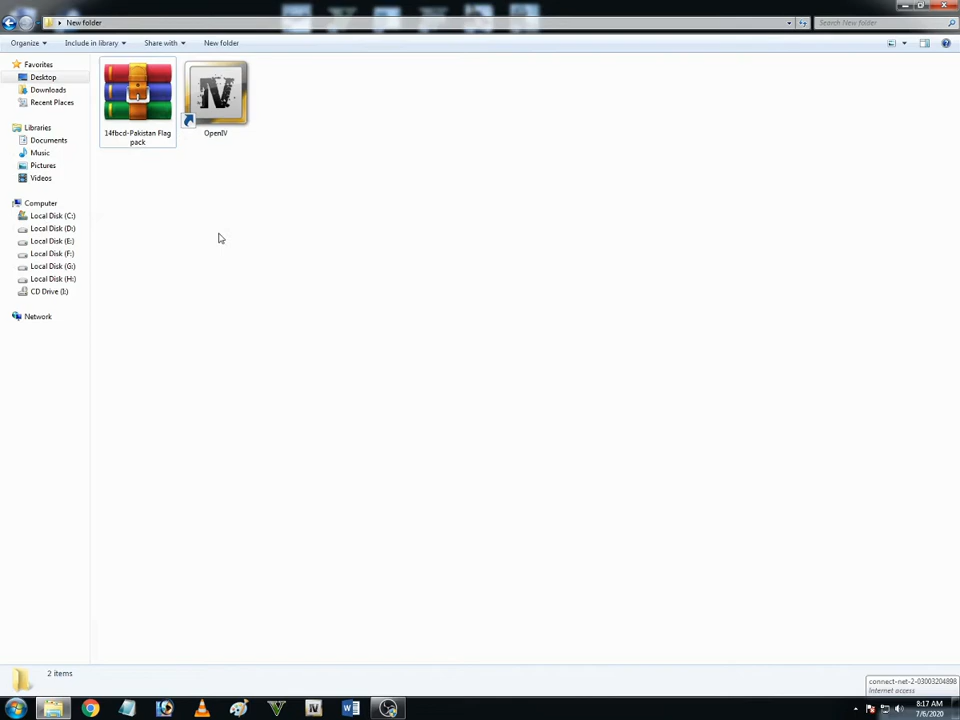 New folder
Search New folder
Organize
Include in library
Share with
New folder
Favorites
Desktop
Downloads
Recent Places
Libraries
Documents
Music
Pictures
Videos
Computer
Local Disk (C:)
Local Disk (D:)
Local Disk (E:)
Local Disk (F:)
Local Disk (G:)
Local Disk (H:)
CD Drive (I:)
Network
14fbcd-Pakistan Flag
pack
IV
OpenIV
2 items
connect-net-2-03003204898
Internet access
8:17 AM
7/6/2020